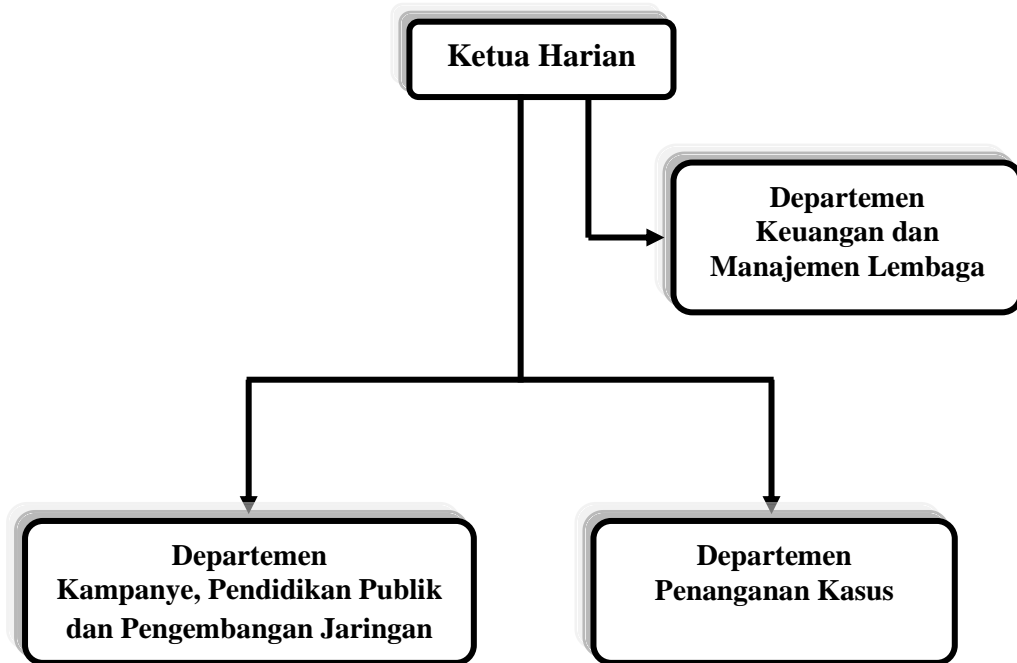 Ketua Harian
Departemen
Keuangan dan
Manajemen Lembaga
Departemen
Kampanye, Pendidikan Publik
dan Pengembangan Jaringan
Departemen
Penanganan Kasus